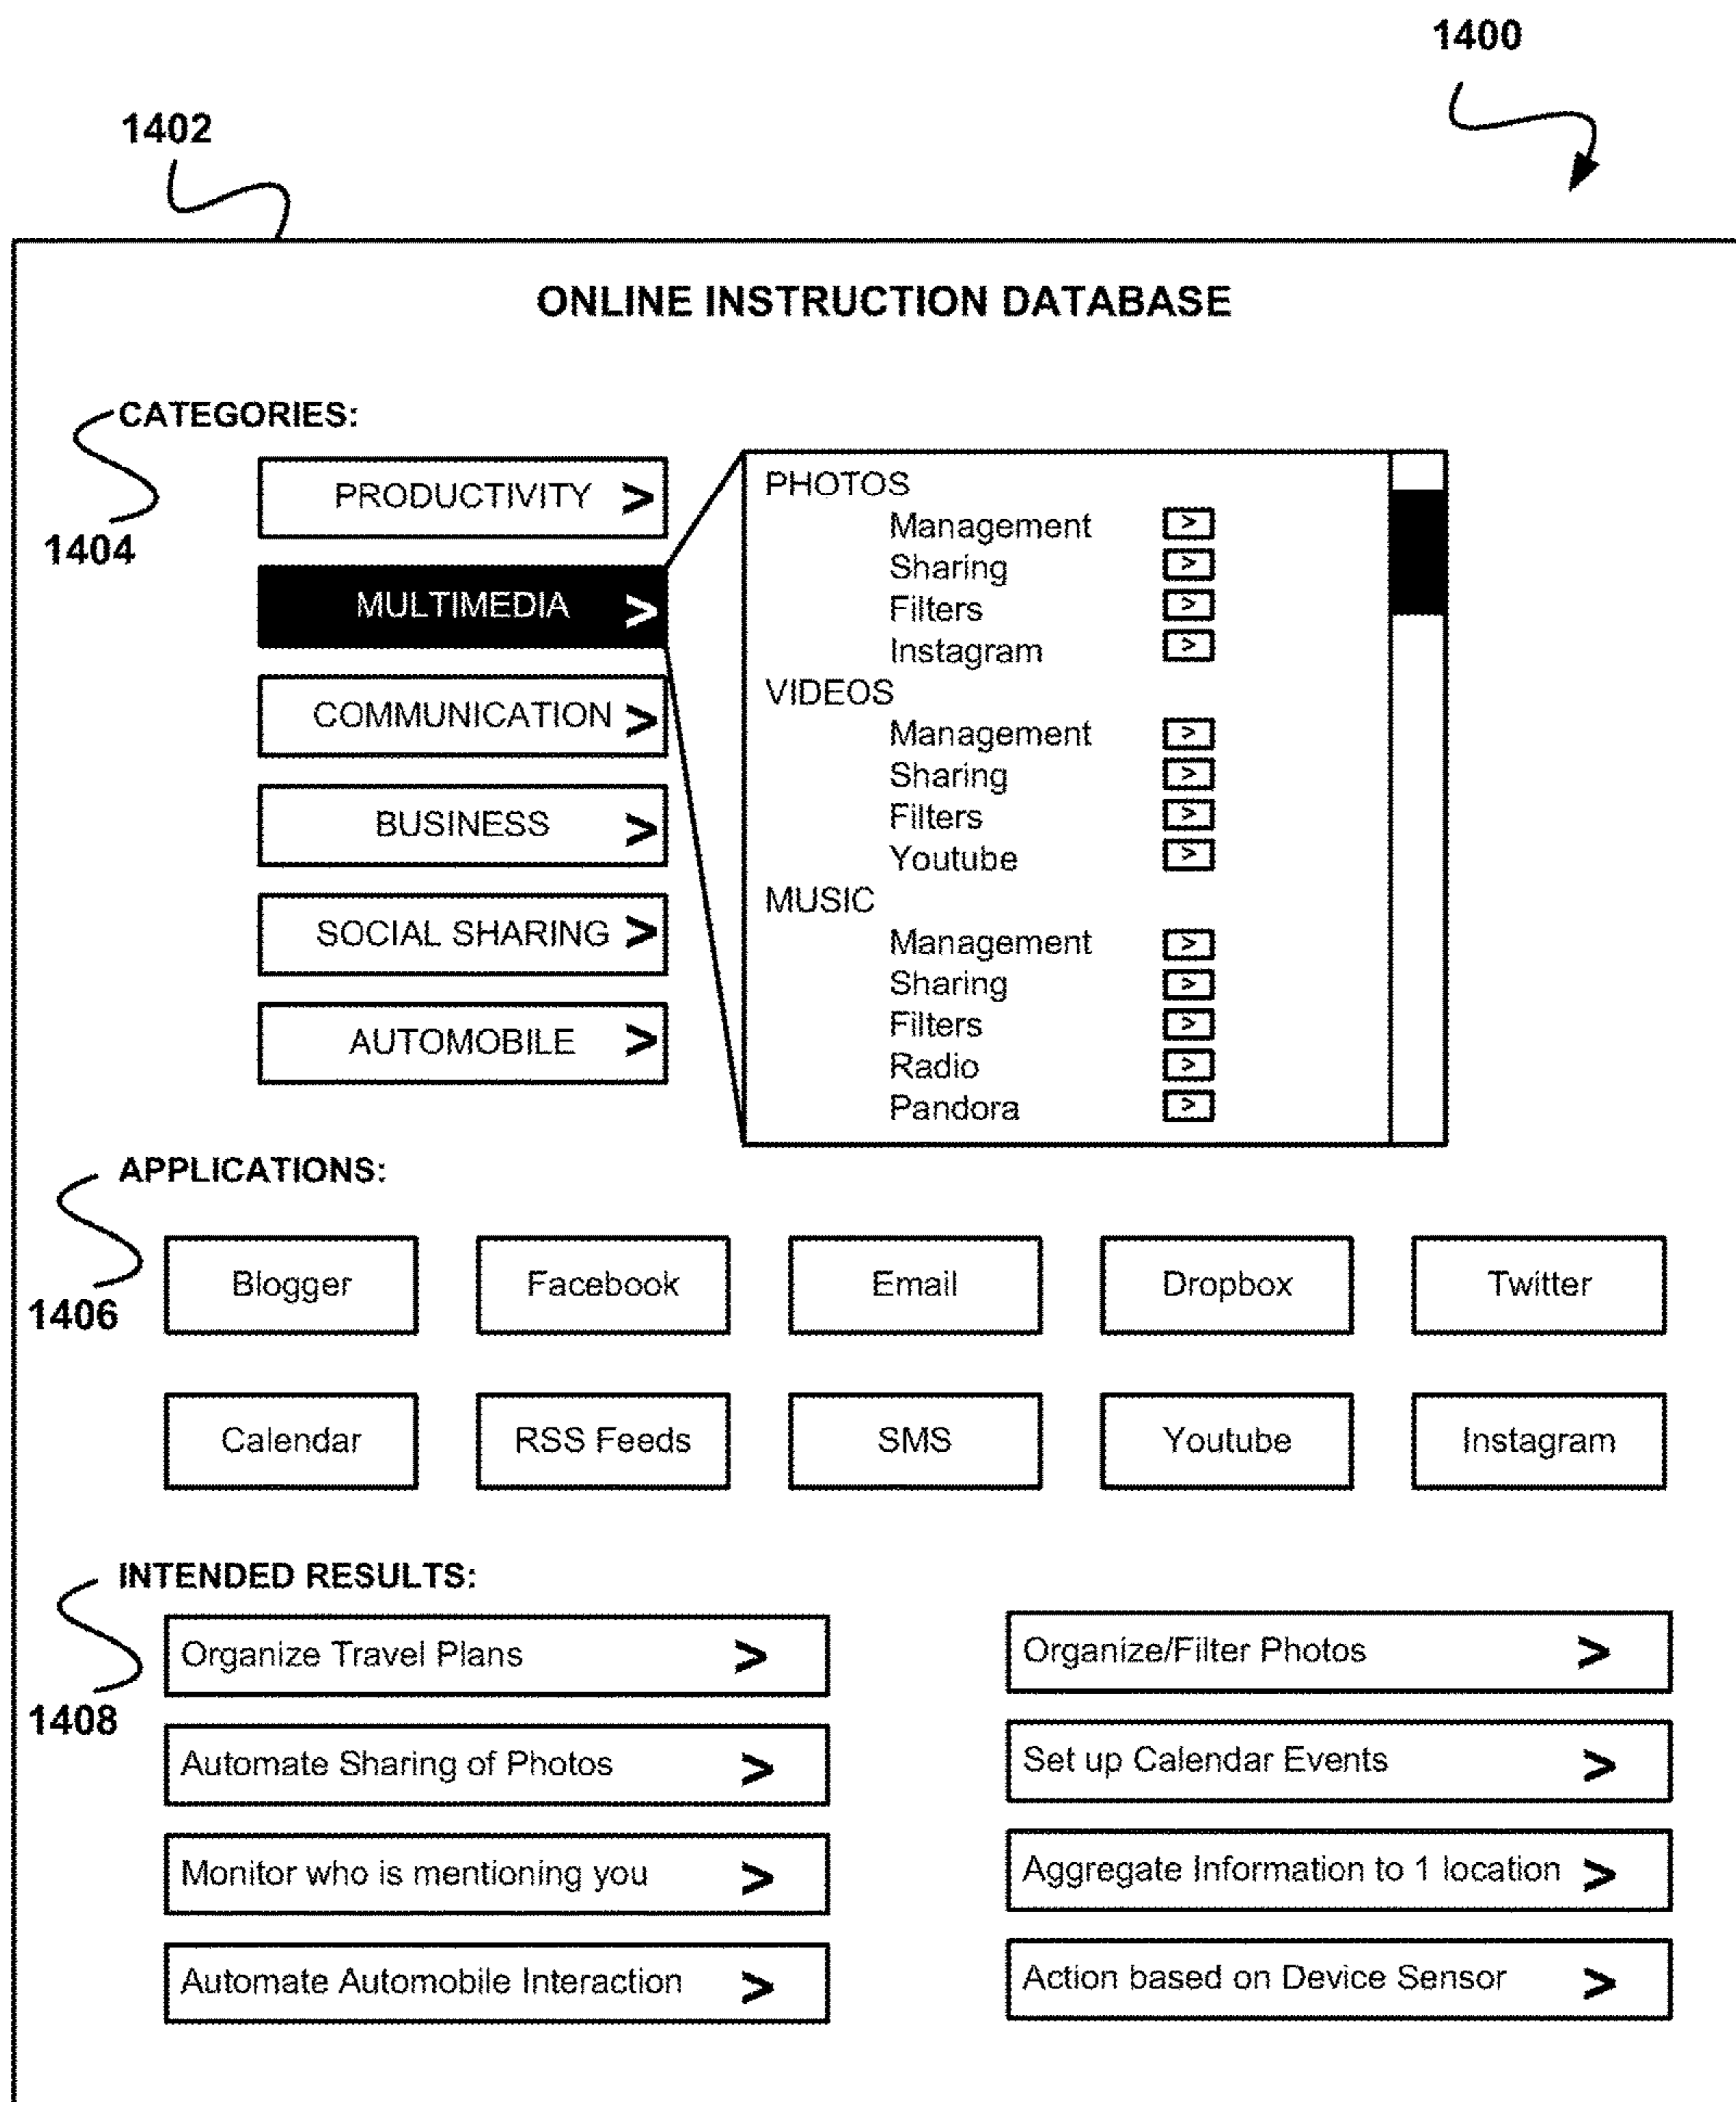 1400
1402
ONLINE INSTRUCTION DATABASE
CATEGORIES:
1404
PRODUCTIVITY >
MULTIMEDIA >
COMMUNICATION >
BUSINESS >
SOCIAL SHARING >
AUTOMOBILE >
PHOTOS
Management >
Sharing >
Filters >
Instagram >
VIDEOS
Management >
Sharing >
Filters >
Youtube >
MUSIC
Management >
Sharing >
Filters >
Radio >
Pandora >
APPLICATIONS:
1406
Blogger Facebook Email Dropbox Twitter
Calendar RSS Feeds SMS Youtube Instagram
INTENDED RESULTS:
1408
Organize Travel Plans > Organize/Filter Photos >
Automate Sharing of Photos > Set up Calendar Events >
Monitor who is mentioning you > Aggregate Information to 1 location >
Automate Automobile Interaction > Action based on Device Sensor >